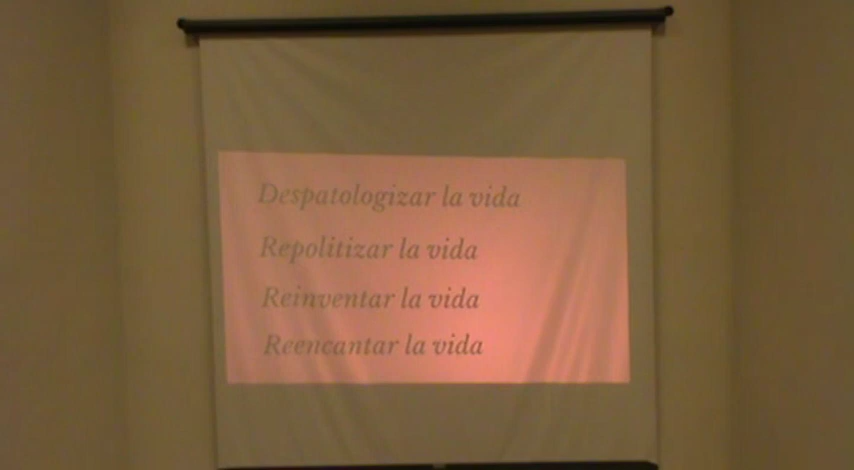 Despatologizar la vida
Repolitizar la vida
Reinventar la vida
Reencantar la vida